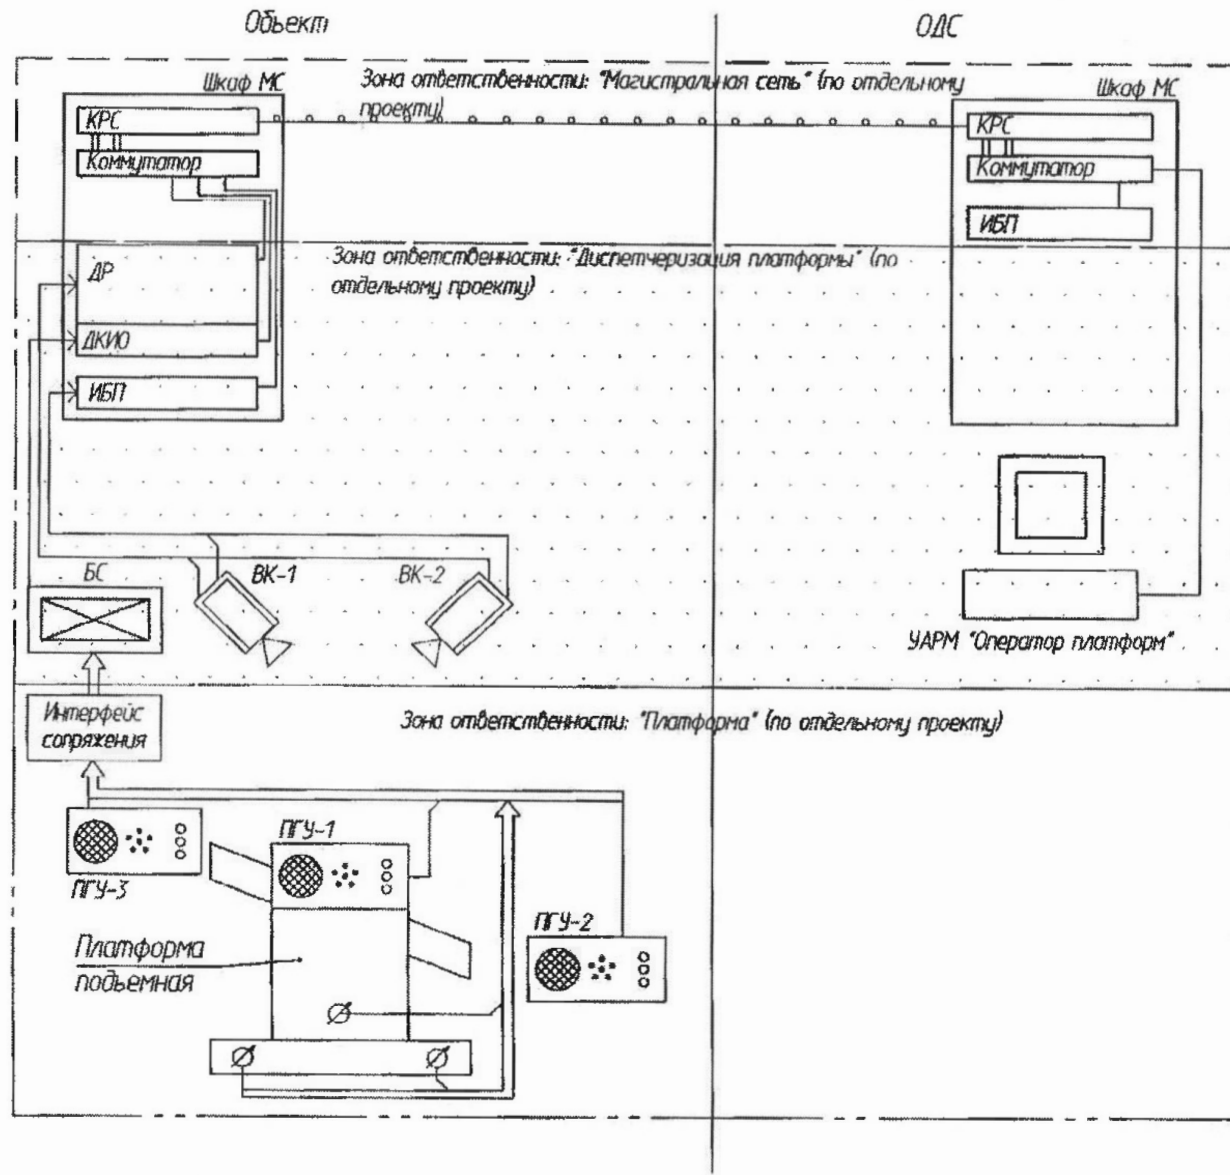 Объект
ОДС
Шкаф МС
Зона ответственности: "Магистральная сеть" (по отдельному
проекту)
Шкаф МС
КРС
Коммутатор
КРС
Коммутатор
ИБП
Зона ответственности: "Диспетчеризация платформы" (по
отдельному проекту)
ДР
ДКИО
ИБП
БС
ВК-1
ВК-2
УАРМ "Оператор платформ"
Интерфейс
сопряжения
Зона ответственности: "Платформа" (по отдельному проекту)
ПГУ-1
ПГУ-3
ПГУ-2
Платформа
подъемная